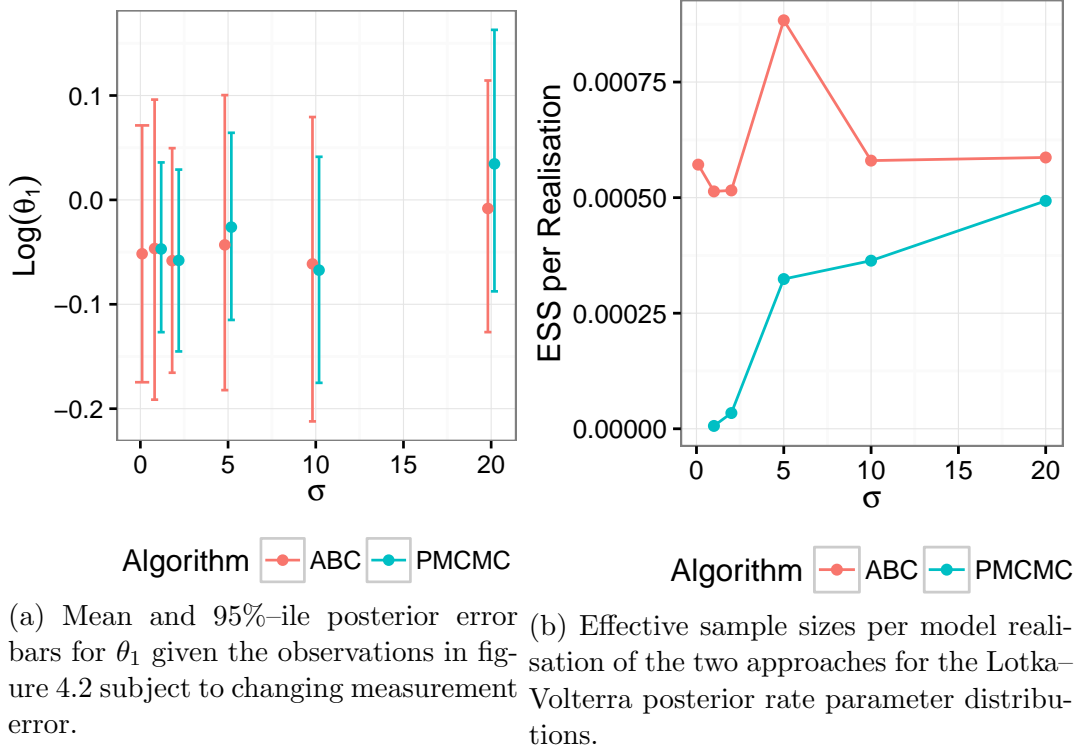 0.1
0.0
−0.1
−0.2
Log(θ1)
0 5 10 15 20
σ
Algorithm ABC PMCMC
(a) Mean and 95%–ile posterior error
bars for θ1 given the observations in fig-
ure 4.2 subject to changing measurement
error.
0.00075
0.00050
0.00025
0.00000
ESS per Realisation
0 5 10 15 20
σ
Algorithm ABC PMCMC
(b) Effective sample sizes per model reali-
sation of the two approaches for the Lotka–
Volterra posterior rate parameter distribu-
tions.